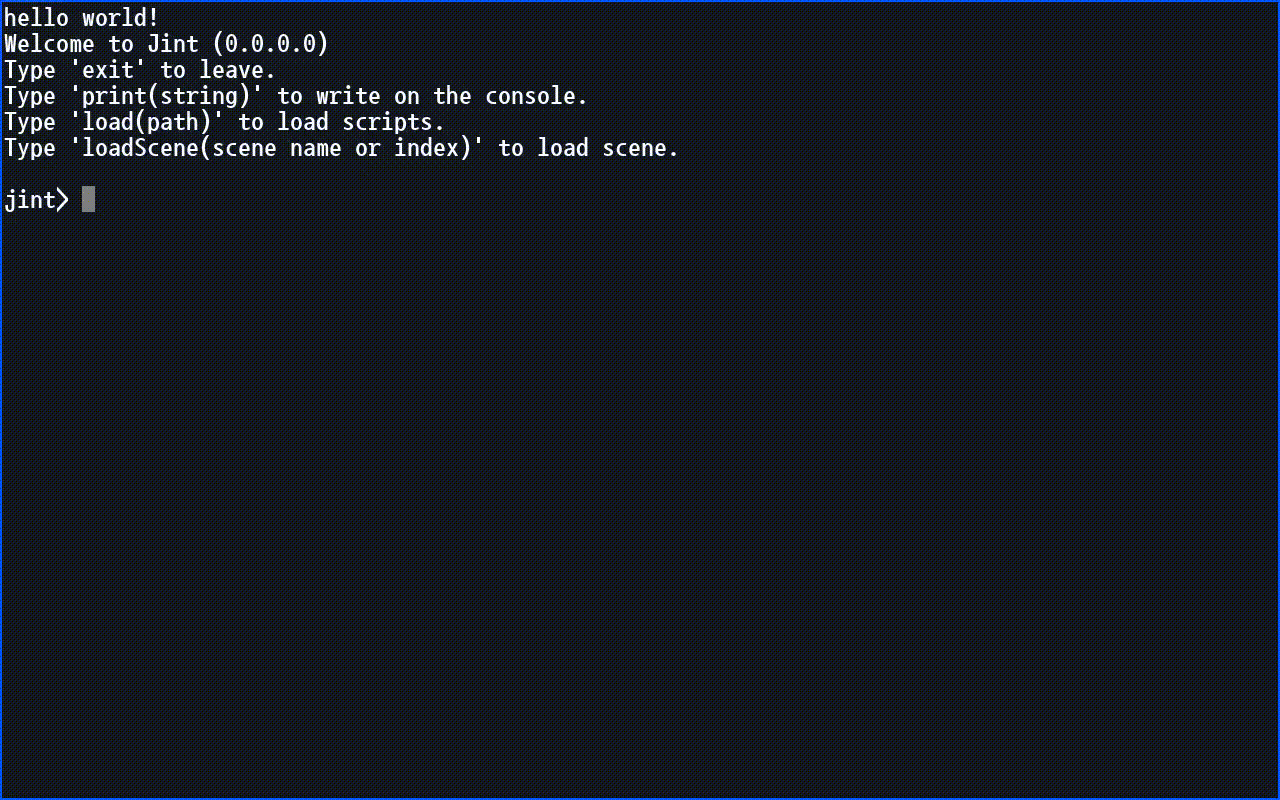 hello world!
Welcome to Jint (0.0.0.0)
Type 'exit' to leave.
Type 'print(string)' to write on the console.
Type 'load(path)' to load scripts.
Type 'loadScene(scene name or index)' to load scene.
jint>